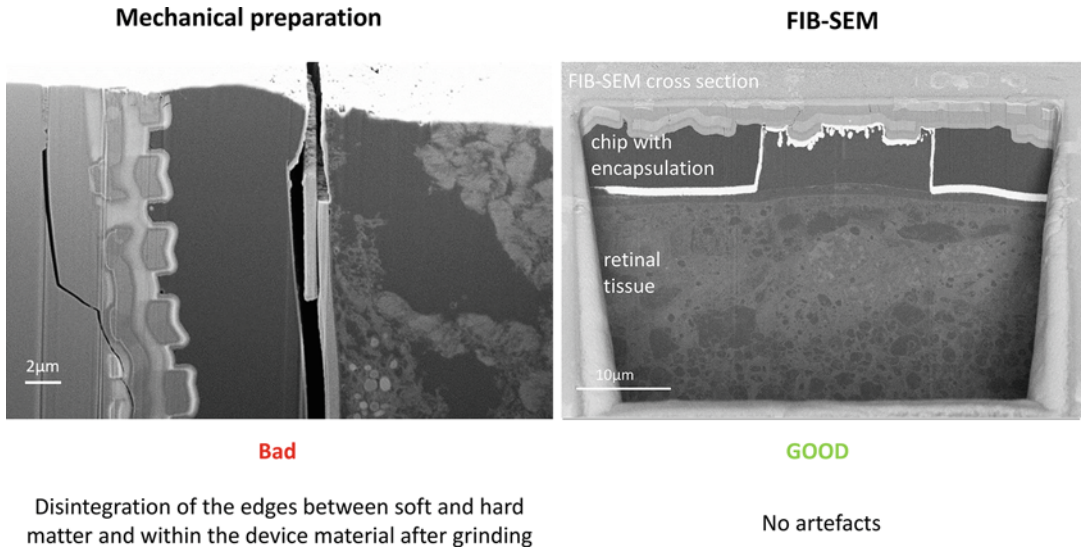 Mechanical preparation
FIB-SEM
2μm
FIB-SEM cross section
chip with
encapsulation
retinal
tissue
10μm
Bad
GOOD
Disintegration of the edges between soft and hard
matter and within the device material after grinding
No artefacts